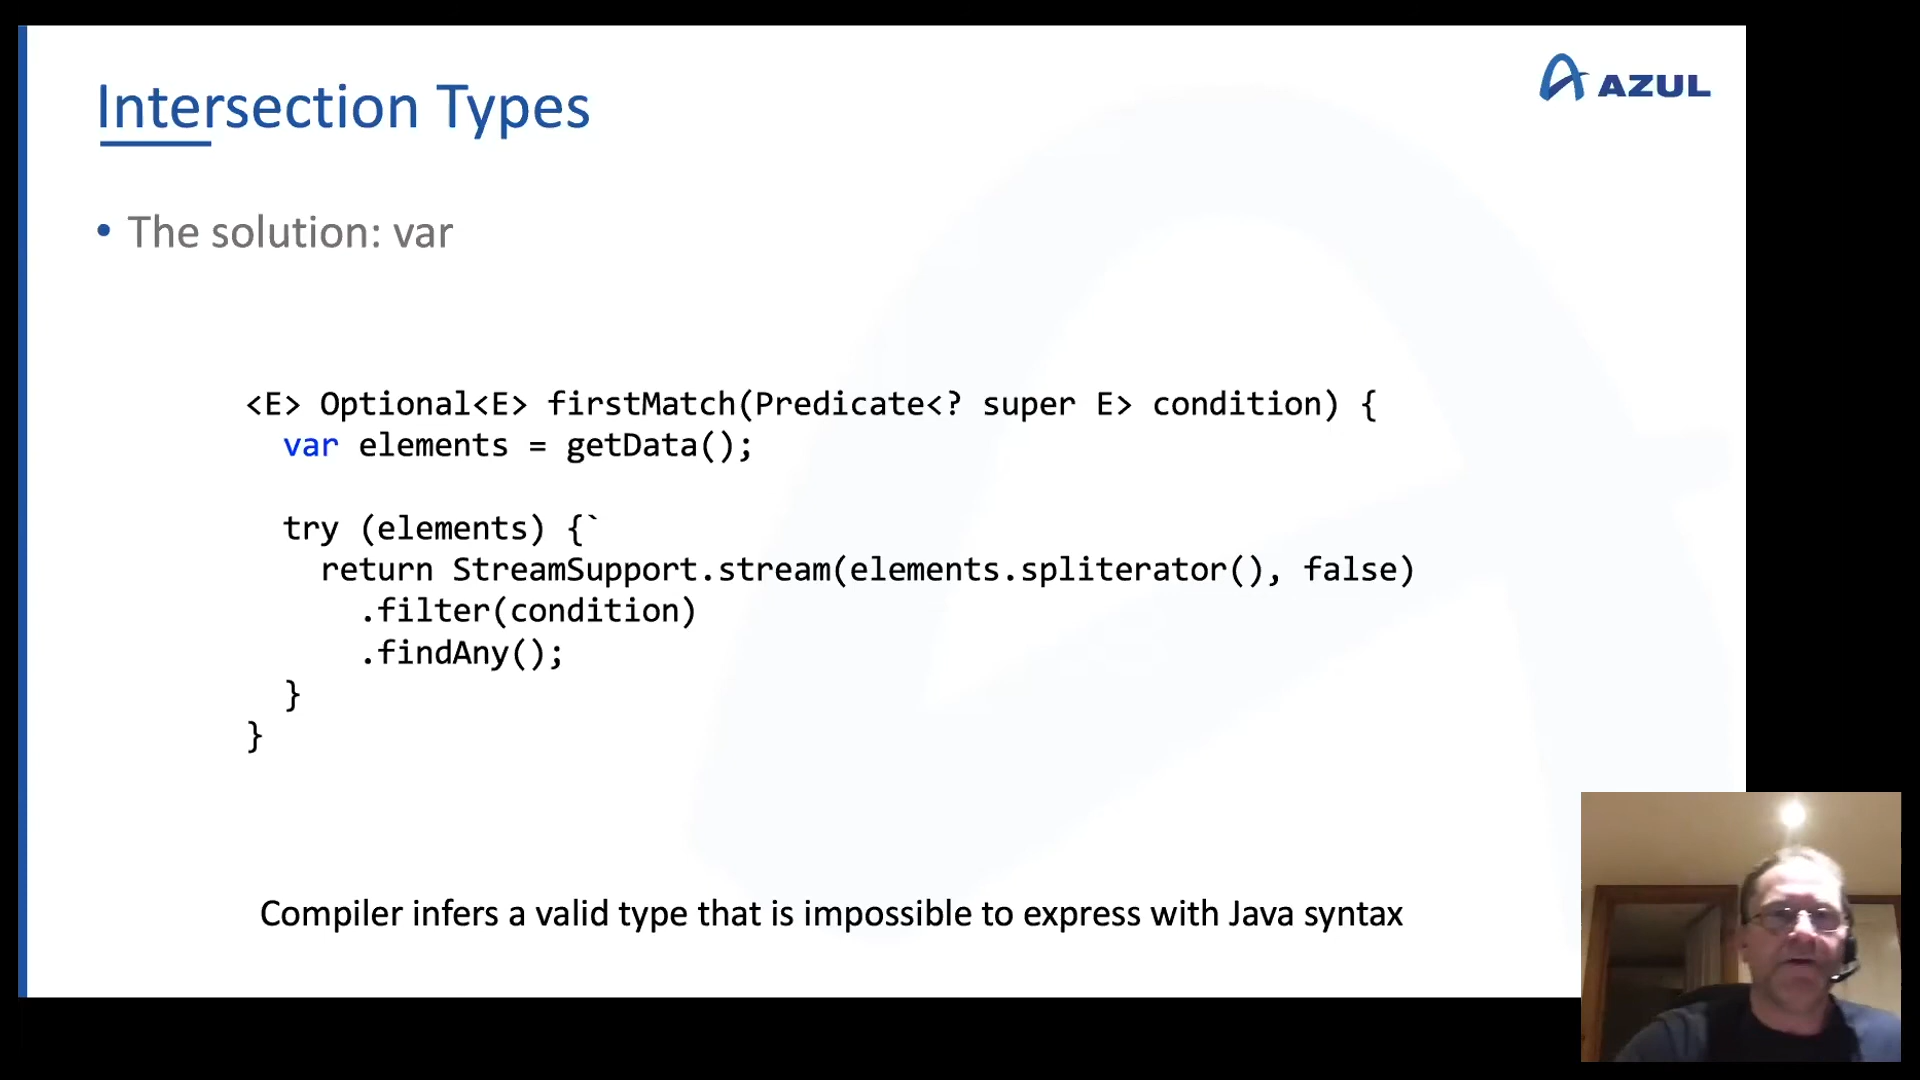 Intersection Types
AZUL
• The solution: var
<E> Optional<E> firstMatch(Predicate<? super E> condition) {
var elements = getData();
try (elements) {`
return StreamSupport.stream(elements.spliterator(), false)
.filter(condition)
.findAny();
}
}
Compiler infers a valid type that is impossible to express with Java syntax